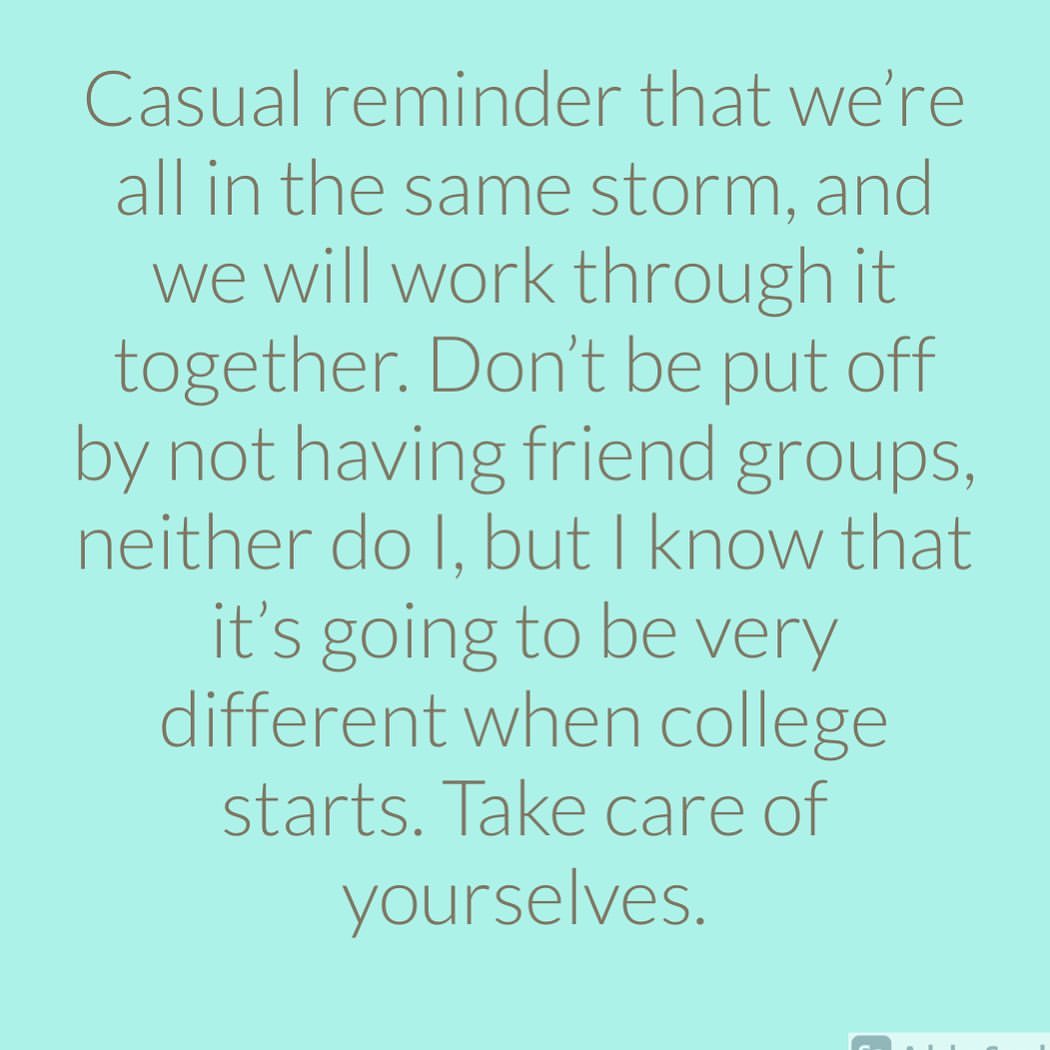 Casual reminder that we’re
all in the same storm, and
we will work through it
together. Don’t be put off
by not having friend groups,
neither do I, but I know that
it’s going to be very
different when college
starts. Take care of
yourselves.